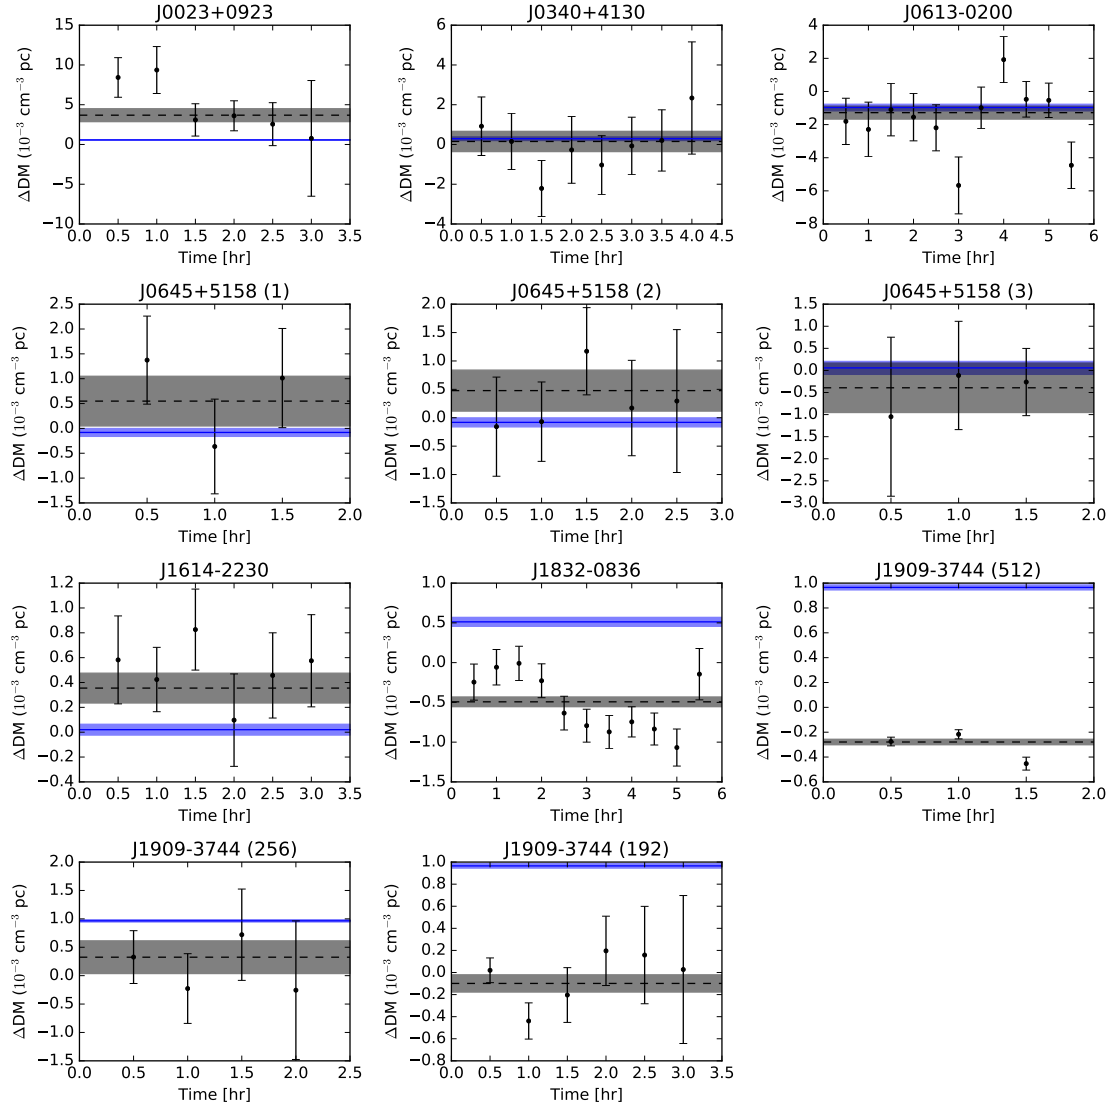 J0023+0923
15
10
5
0
−5
−10
ΔDM (10⁻³ cm⁻³ pc)
0.0 0.5 1.0 1.5 2.0 2.5 3.0 3.5
Time [hr]
J0340+4130
6
4
2
0
−2
−4
ΔDM (10⁻³ cm⁻³ pc)
0.0 0.5 1.0 1.5 2.0 2.5 3.0 3.5 4.0 4.5
Time [hr]
J0613-0200
4
2
0
−2
−4
−6
−8
ΔDM (10⁻³ cm⁻³ pc)
0 1 2 3 4 5 6
Time [hr]
J0645+5158 (1)
2.5
2.0
1.5
1.0
0.5
0.0
−0.5
−1.0
−1.5
ΔDM (10⁻³ cm⁻³ pc)
0.0 0.5 1.0 1.5 2.0
Time [hr]
J0645+5158 (2)
2.0
1.5
1.0
0.5
0.0
−0.5
−1.0
−1.5
ΔDM (10⁻³ cm⁻³ pc)
0.0 0.5 1.0 1.5 2.0 2.5 3.0
Time [hr]
J0645+5158 (3)
1.5
1.0
0.5
0.0
−0.5
−1.0
−1.5
−2.0
−2.5
−3.0
ΔDM (10⁻³ cm⁻³ pc)
0.0 0.5 1.0 1.5 2.0
Time [hr]
J1614-2230
1.2
1.0
0.8
0.6
0.4
0.2
0.0
−0.2
−0.4
ΔDM (10⁻³ cm⁻³ pc)
0.0 0.5 1.0 1.5 2.0 2.5 3.0 3.5
Time [hr]
J1832-0836
1.0
0.5
0.0
−0.5
−1.0
−1.5
ΔDM (10⁻³ cm⁻³ pc)
0 1 2 3 4 5 6
Time [hr]
J1909-3744 (512)
1.0
0.8
0.6
0.4
0.2
0.0
−0.2
−0.4
−0.6
ΔDM (10⁻³ cm⁻³ pc)
0.0 0.5 1.0 1.5 2.0
Time [hr]
J1909-3744 (256)
2.0
1.5
1.0
0.5
0.0
−0.5
−1.0
−1.5
ΔDM (10⁻³ cm⁻³ pc)
0.0 0.5 1.0 1.5 2.0 2.5
Time [hr]
J1909-3744 (192)
1.0
0.8
0.6
0.4
0.2
0.0
−0.2
−0.4
−0.6
−0.8
ΔDM (10⁻³ cm⁻³ pc)
0.0 0.5 1.0 1.5 2.0 2.5 3.0 3.5
Time [hr]